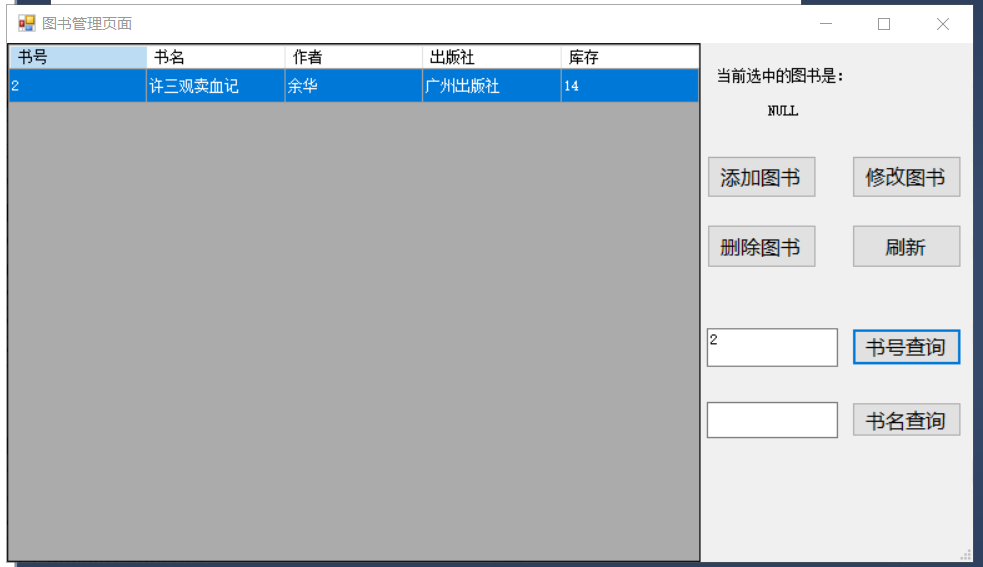 图书管理页面
书号 书名 作者 出版社 库存
2 许三观卖血记 余华 广州出版社 14
当前选中的图书是：
NULL
添加图书 修改图书
删除图书 刷新
2 书号查询
书名查询